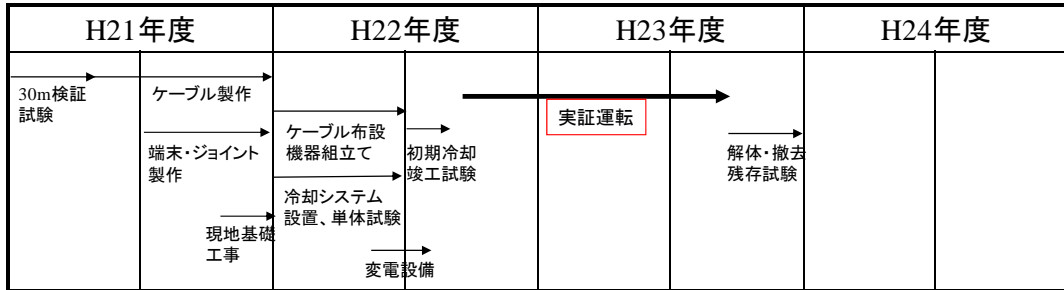 H21年度
H22年度
H23年度
H24年度
30m検証
試験
ケーブル製作
端末・ジョイント
製作
現地基礎
工事
ケーブル布設
機器組立て
冷却システム
設置、単体試験
変電設備
初期冷却
竣工試験
実証運転
解体・撤去
残存試験